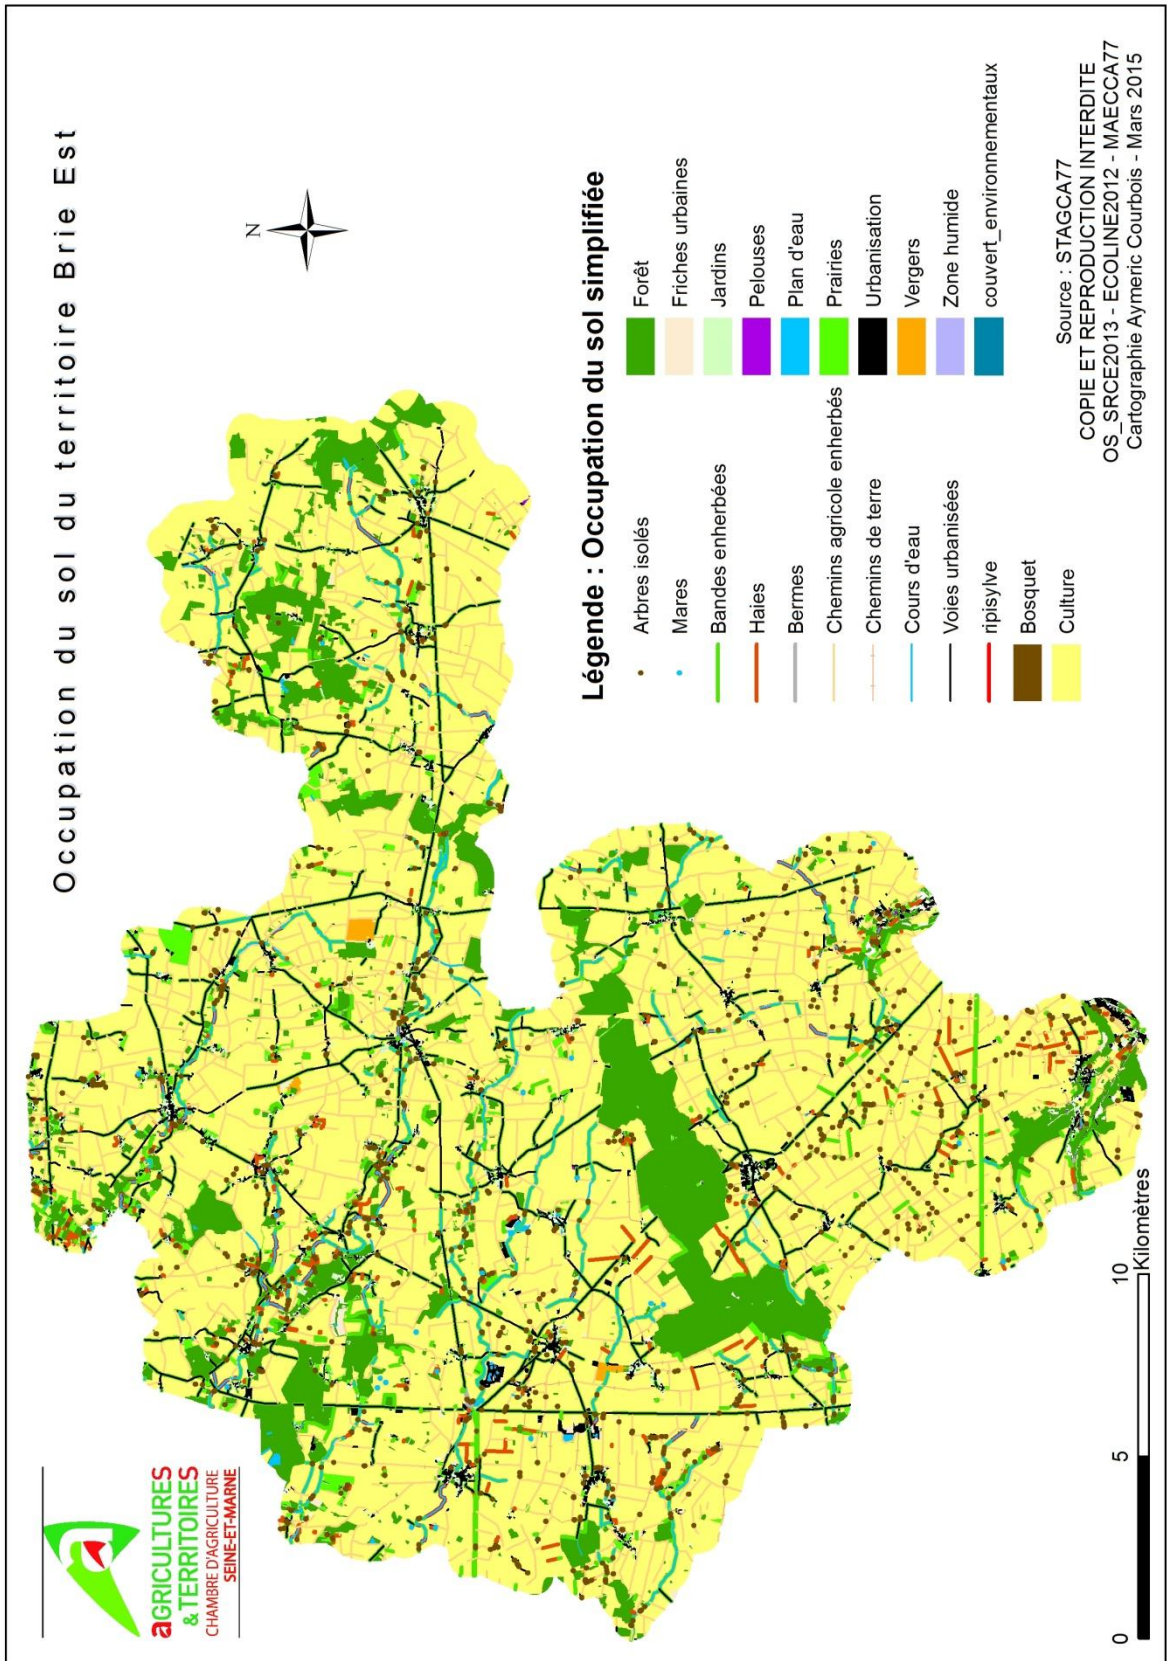 Occupation du sol du territoire Brie Est
N
aGRICULTURES
& TERRITOIRES
CHAMBRE D'AGRICULTURE
SEINE-ET-MARNE
Légende : Occupation du sol simplifiée
Arbres isolés
Mares
Bandes enherbées
Haies
Bermes
Chemins agricole enherbés
Chemins de terre
Cours d'eau
Voies urbanisées
ripisylve
Bosquet
Culture
Forêt
Friches urbaines
Jardins
Pelouses
Plan d'eau
Prairies
Urbanisation
Vergers
Zone humide
couvert_environnementaux
0
5
10
Kilomètres
Source : STAGCA77
COPIE ET REPRODUCTION INTERDITE
OS_SRCE2013 - ECOLINE2012 - MAECCA77
Cartographie Aymeric Courbois - Mars 2015